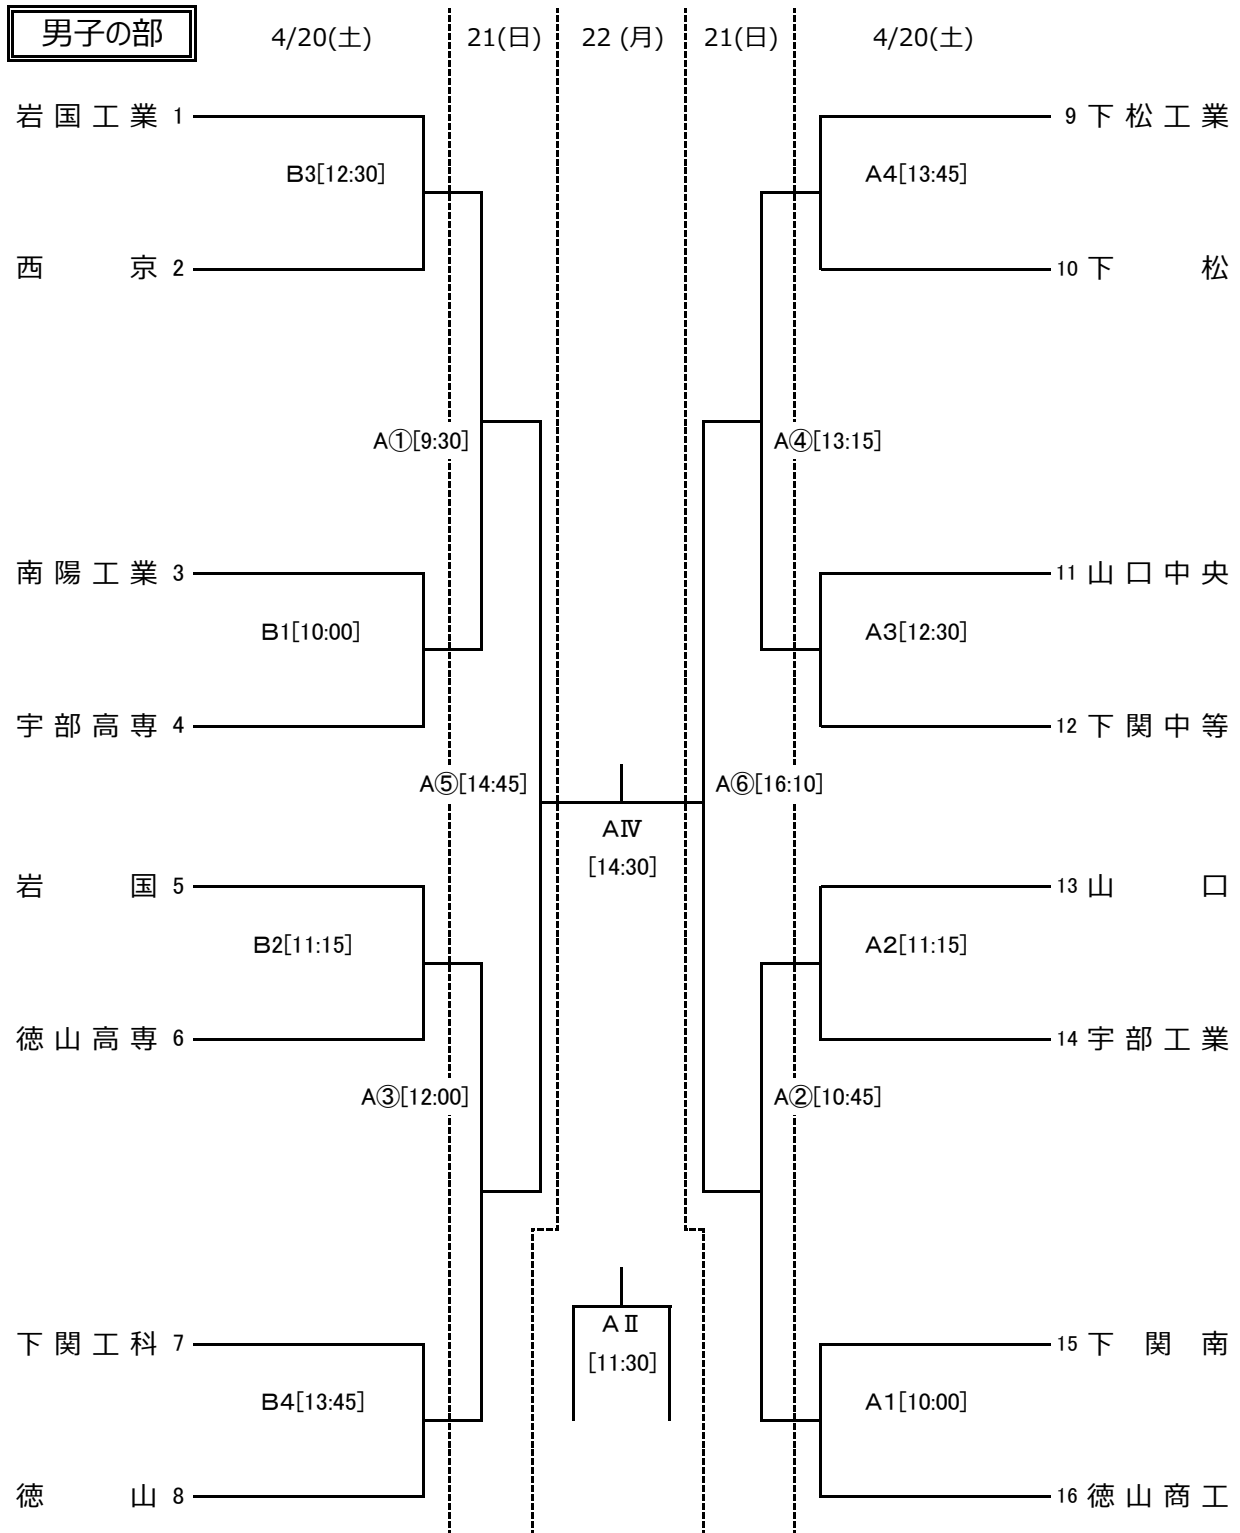 男子の部 4/20(土) 21(日) 22 (月) 21(日) 4/20(土)
岩国工業 1 9 下松工業
B3[12:30] A4[13:45]
西京 2 10 下松
A①[9:30] A④[13:15]
南陽工業 3 11 山口中央
B1[10:00] A3[12:30]
宇部高専 4 12 下関中等
A⑤[14:45] A⑥[16:10]
AⅣ
[14:30]
岩国 5 13 山口
B2[11:15] A2[11:15]
徳山高専 6 14 宇部工業
A③[12:00] A②[10:45]
AⅡ
下関工科 7 [11:30] 15 下関南
B4[13:45] A1[10:00]
徳山 8 16 徳山商工